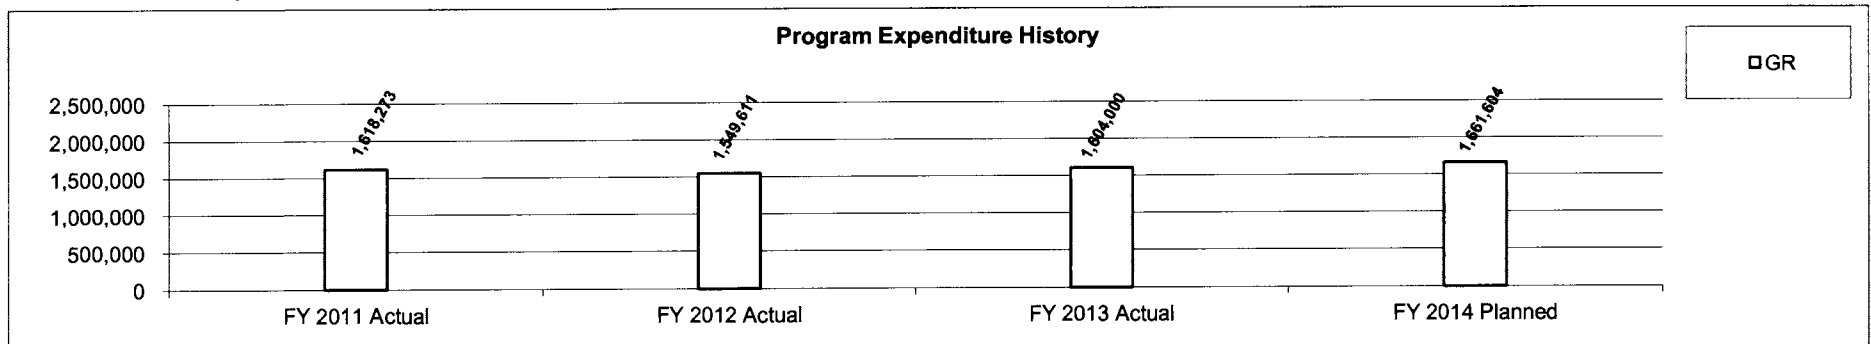 Program Expenditure History
GR
2,500,000
2,000,000
1,500,000
1,000,000
500,000
0
1,618,273
1,549,611
1,604,000
1,661,604
FY 2011 Actual
FY 2012 Actual
FY 2013 Actual
FY 2014 Planned